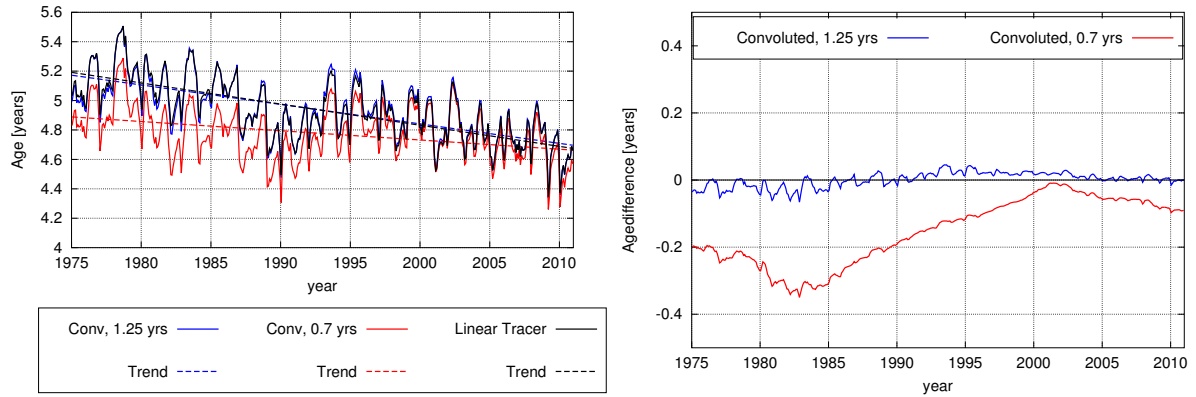 5.6
5.4
5.2
5
4.8
4.6
4.4
4.2
4
Age [years]
1975 1980 1985 1990 1995 2000 2005 2010
year
Conv, 1.25 yrs Conv, 0.7 yrs Linear Tracer
Trend Trend Trend
Convoluted, 1.25 yrs Convoluted, 0.7 yrs
0.4
0.2
0
-0.2
-0.4
Agedifference [years]
1975 1980 1985 1990 1995 2000 2005 2010
year